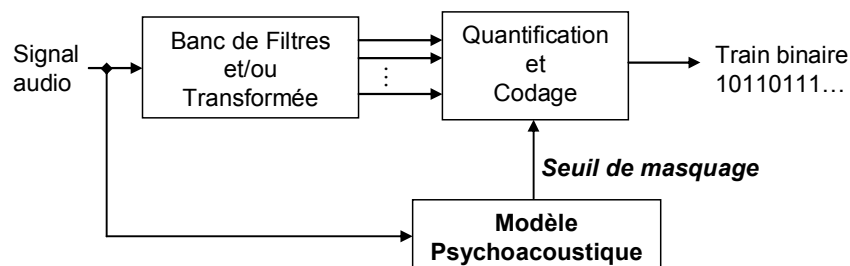 Signal
audio
Banc de Filtres
et/ou
Transformée
Quantification
et
Codage
Train binaire
10110111…
Seuil de masquage
Modèle
Psychoacoustique